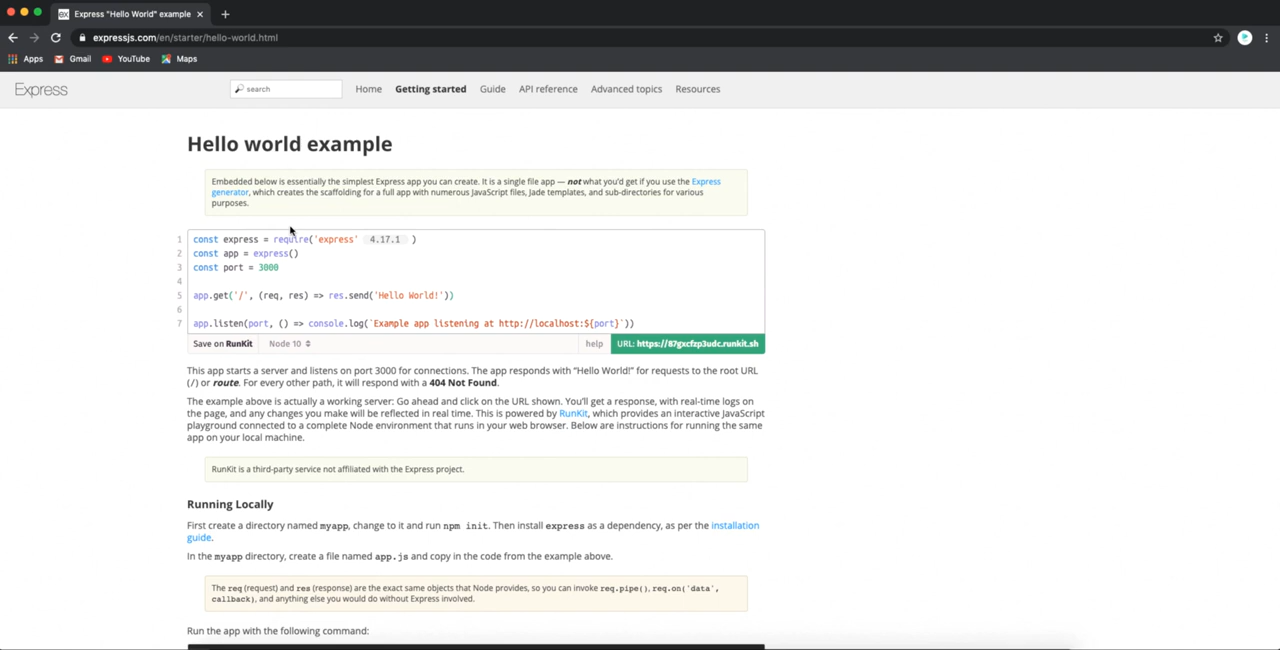 Express "Hello World" example
expressjs.com/en/starter/hello-world.html
Apps Gmail YouTube Maps
Express
search
Home Getting started Guide API reference Advanced topics Resources
Hello world example
Embedded below is essentially the simplest Express app you can create. It is a single file app — not what you'd get if you use the Express
generator, which creates the scaffolding for a full app with numerous JavaScript files, Jade templates, and sub-directories for various
purposes.
1 const express = require('express' 4.17.1 )
2 const app = express()
3 const port = 3000
4
5 app.get('/', (req, res) => res.send('Hello World!'))
6
7 app.listen(port, () => console.log(`Example app listening at http://localhost:${port}`))
Save on RunKit Node 10 help URL: https://87gxcfzp3udc.runkit.sh
This app starts a server and listens on port 3000 for connections. The app responds with “Hello World!” for requests to the root URL
(/) or route. For every other path, it will respond with a 404 Not Found.
The example above is actually a working server: Go ahead and click on the URL shown. You’ll get a response, with real-time logs on
the page, and any changes you make will be reflected in real time. This is powered by RunKit, which provides an interactive JavaScript
playground connected to a complete Node environment that runs in your web browser. Below are instructions for running the same
app on your local machine.
RunKit is a third-party service not affiliated with the Express project.
Running Locally
First create a directory named myapp, change to it and run npm init. Then install express as a dependency, as per the installation
guide.
In the myapp directory, create a file named app.js and copy in the code from the example above.
The req (request) and res (response) are the exact same objects that Node provides, so you can invoke req.pipe(), req.on('data',
callback), and anything else you would do without Express involved.
Run the app with the following command: